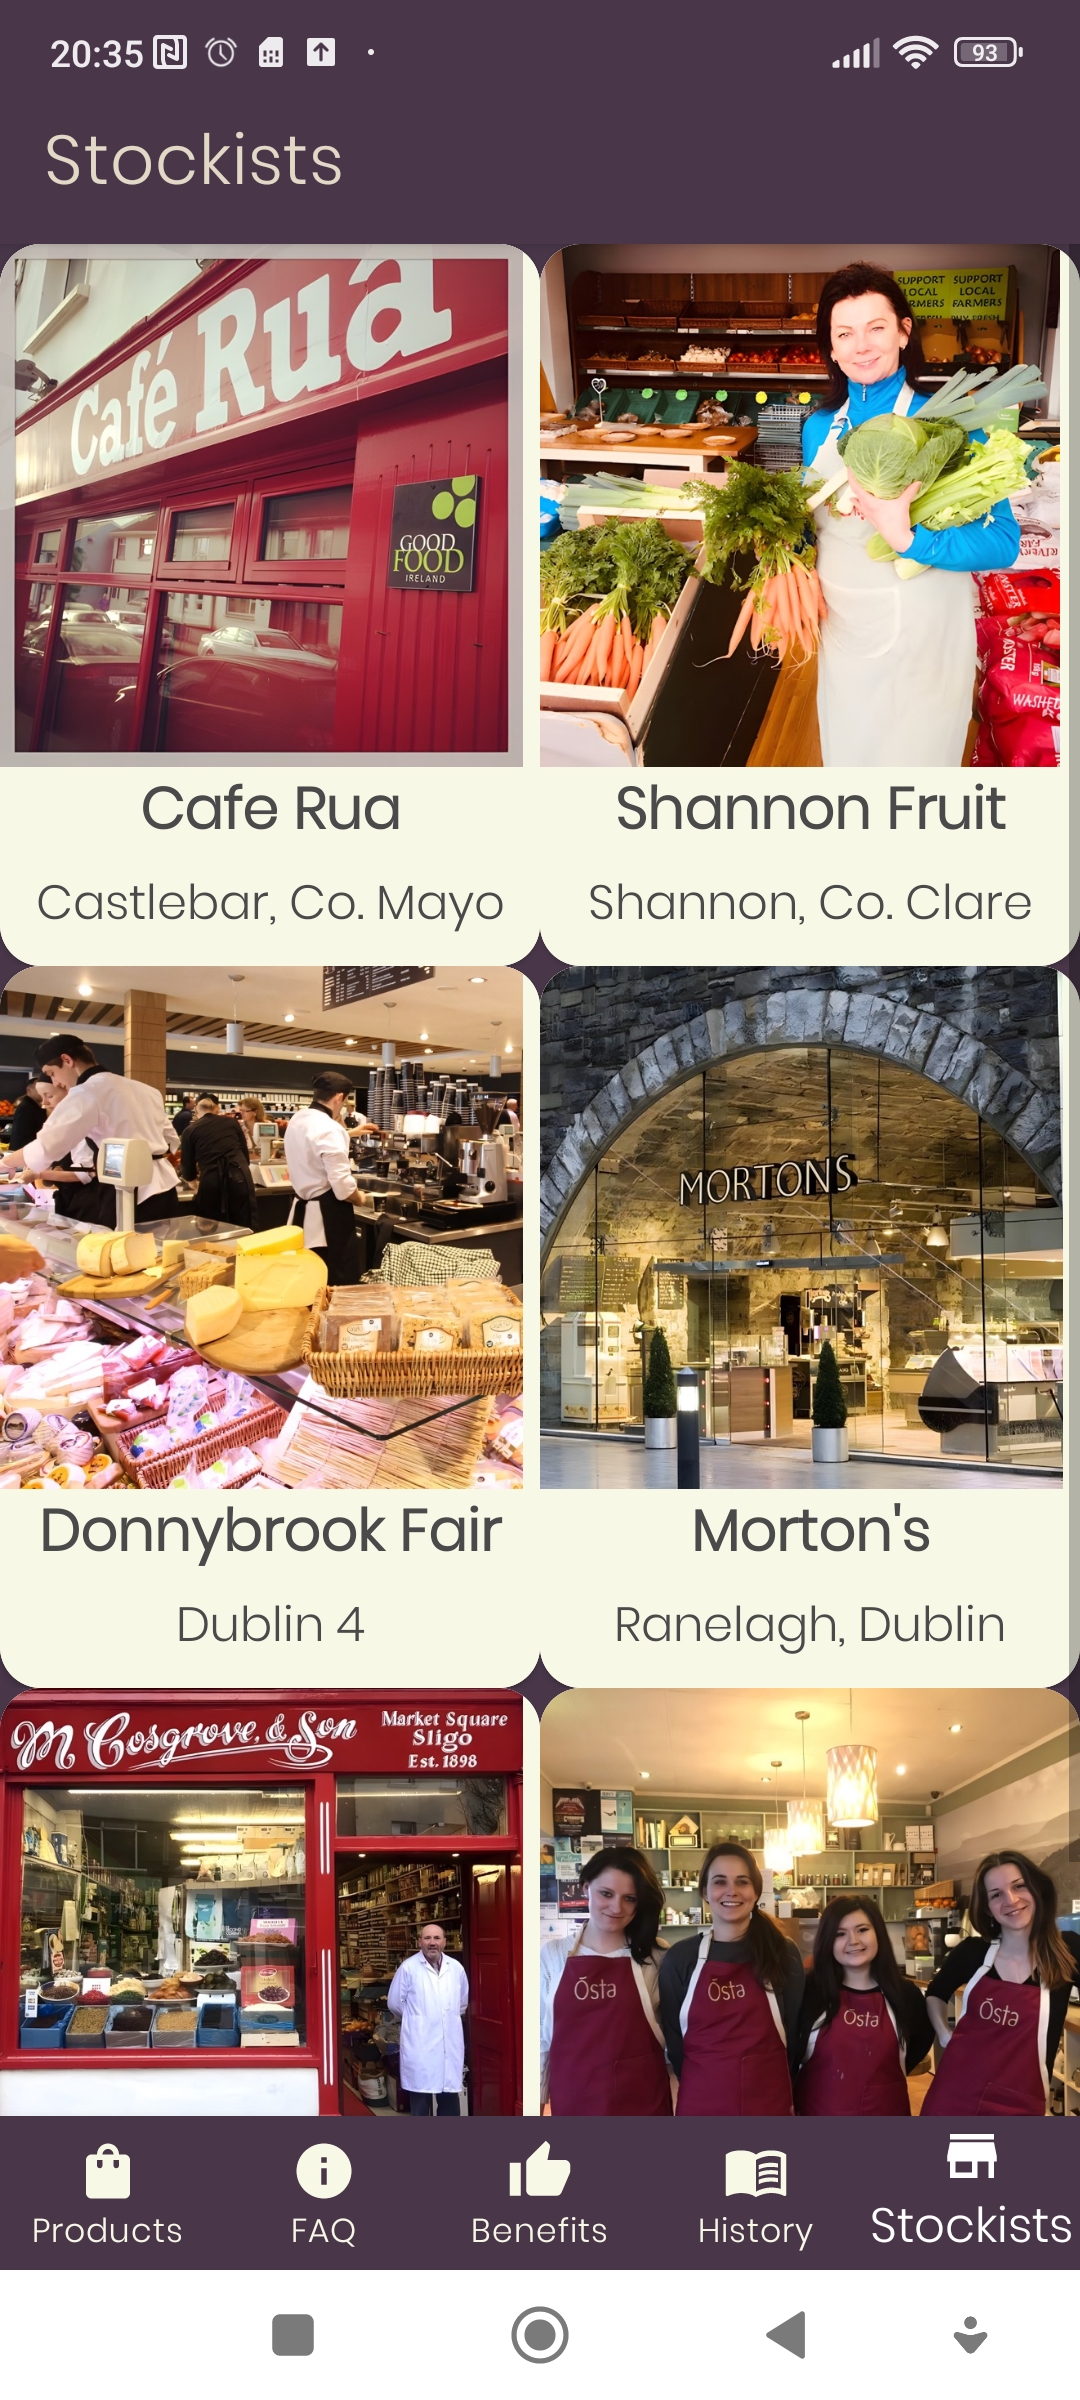 20:35
93
Stockists
Café Rua
GOOD
FOOD
IRELAND
SUPPORT
LOCAL
FARMERS
SUPPORT
LOCAL
FARMERS
WASHED
Cafe Rua
Castlebar, Co. Mayo
Shannon Fruit
Shannon, Co. Clare
MORTONS
Donnybrook Fair
Dublin 4
Morton's
Ranelagh, Dublin
M Cosgrove, & Son
Market Square
Sligo
Est. 1898
Ósta
Ósta
Ósta
Ósta
Products
FAQ
Benefits
History
Stockists